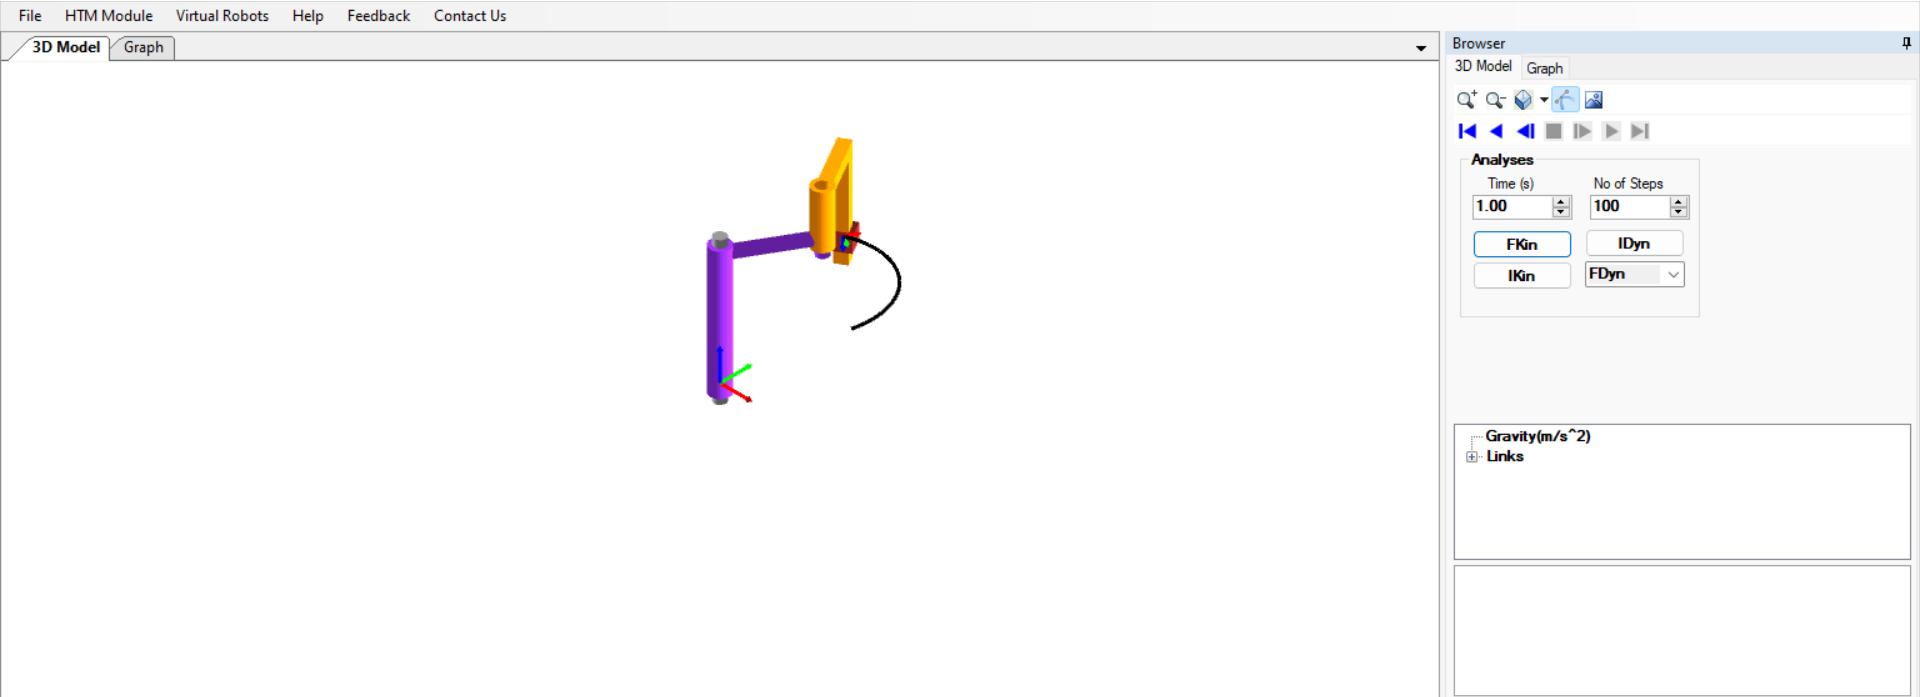 File HTM Module Virtual Robots Help Feedback Contact Us
3D Model Graph
Browser
3D Model Graph
Analyses
Time (s) No of Steps
1.00 100
FKin IDyn
IKin FDyn
Gravity(m/s^2)
Links